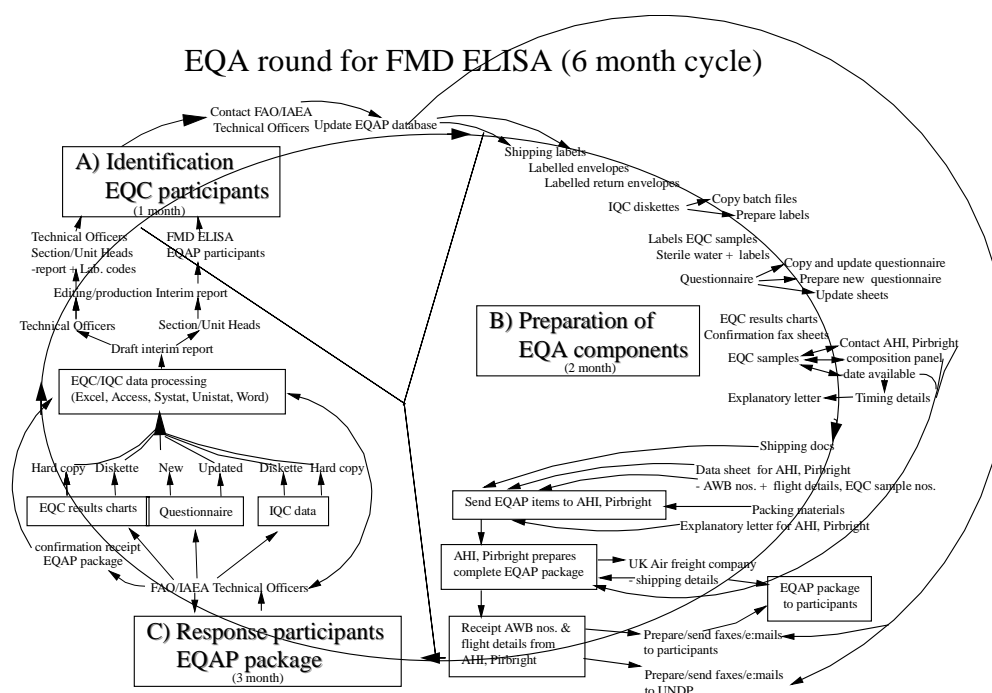 EQA round for FMD ELISA (6 month cycle)
Contact FAO/IAEA
Technical Officers
Update EQAP database
A) Identification
EQC participants
(1 month)
Shipping labels
Labelled envelopes
Labelled return envelopes
IQC diskettes
Copy batch files
Prepare labels
Labels EQC samples
Sterile water + labels
Questionnaire
Copy and update questionnaire
Prepare new questionnaire
Update sheets
Technical Officers
Section/Unit Heads
-report + Lab. codes
FMD ELISA
EQAP participants
Editing/production Interim report
Technical Officers
Section/Unit Heads
Draft interim report
B) Preparation of
EQA components
(2 month)
EQC results charts
Confirmation fax sheets
EQC samples
Contact AHI, Pirbright
composition panel
date available
Explanatory letter
Timing details
EQC/IQC data processing
(Excel, Access, Systat, Unistat, Word)
Hard copy
Diskette
New
Updated
Diskette
Hard copy
EQC results charts
Questionnaire
IQC data
Shipping docs
Data sheet for AHI, Pirbright
- AWB nos. + flight details, EQC sample nos.
Send EQAP items to AHI, Pirbright
Packing materials
Explanatory letter for AHI, Pirbright
confirmation receipt
EQAP package
FAO/IAEA Technical Officers
AHI, Pirbright prepares
complete EQAP package
UK Air freight company
- shipping details
EQAP package
to participants
C) Response participants
EQAP package
(3 month)
Receipt AWB nos. &
flight details from
AHI, Pirbright
Prepare/send faxes/e:mails
to participants
Prepare/send faxes/e:mails
to UNDP